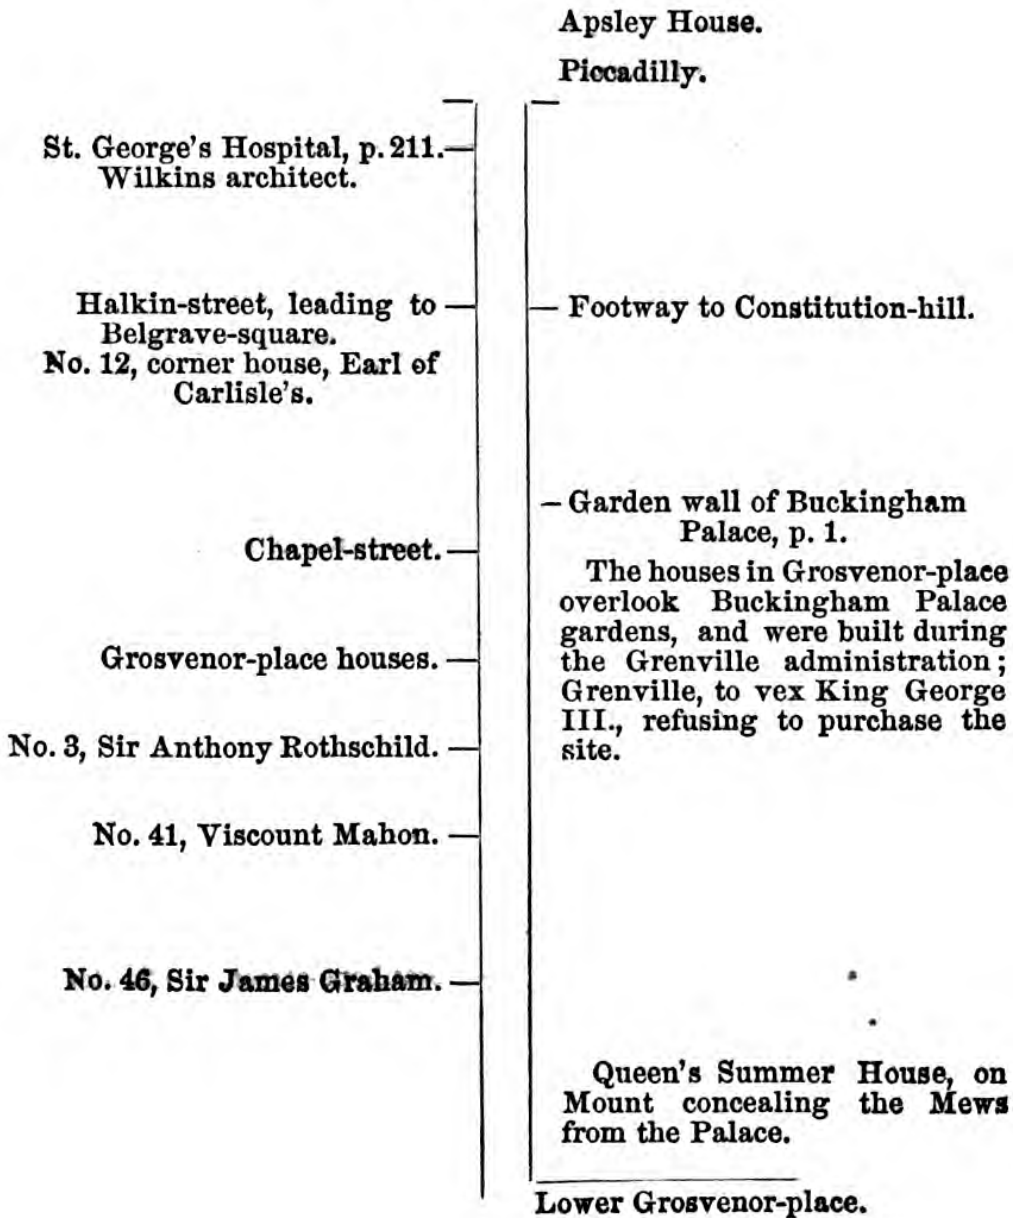 Apsley House.
Piccadilly.
St. George's Hospital, p. 211.
Wilkins architect.
Halkin-street, leading to
Belgrave-square.
No. 12, corner house, Earl of
Carlisle's.
Footway to Constitution-hill.
Garden wall of Buckingham
Palace, p. 1.
The houses in Grosvenor-place
overlook Buckingham Palace
gardens, and were built during
the Grenville administration;
Grenville, to vex King George
III., refusing to purchase the
site.
Chapel-street.
Grosvenor-place houses.
No. 3, Sir Anthony Rothschild.
No. 41, Viscount Mahon.
No. 46, Sir James Graham.
Queen's Summer House, on
Mount concealing the Mews
from the Palace.
Lower Grosvenor-place.